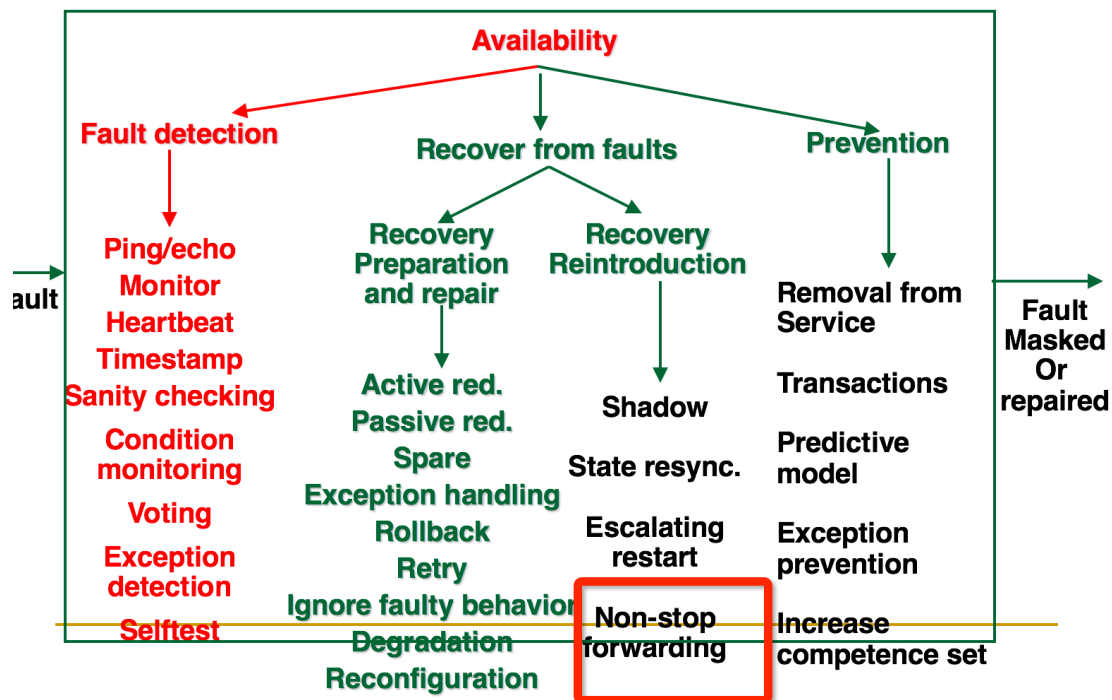 Availability
Fault detection
Recover from faults
Prevention
Ping/echo
Monitor
Heartbeat
Timestamp
Sanity checking
Condition
monitoring
Voting
Exception
detection
Selftest
Recovery
Preparation
and repair
Active red.
Passive red.
Spare
Exception handling
Rollback
Retry
Ignore faulty behavior
Degradation
Reconfiguration
Recovery
Reintroduction
Shadow
State resync.
Escalating
restart
Non-stop
forwarding
Removal from
Service
Transactions
Predictive
model
Exception
prevention
Increase
competence set
ault
Fault
Masked
Or
repaired